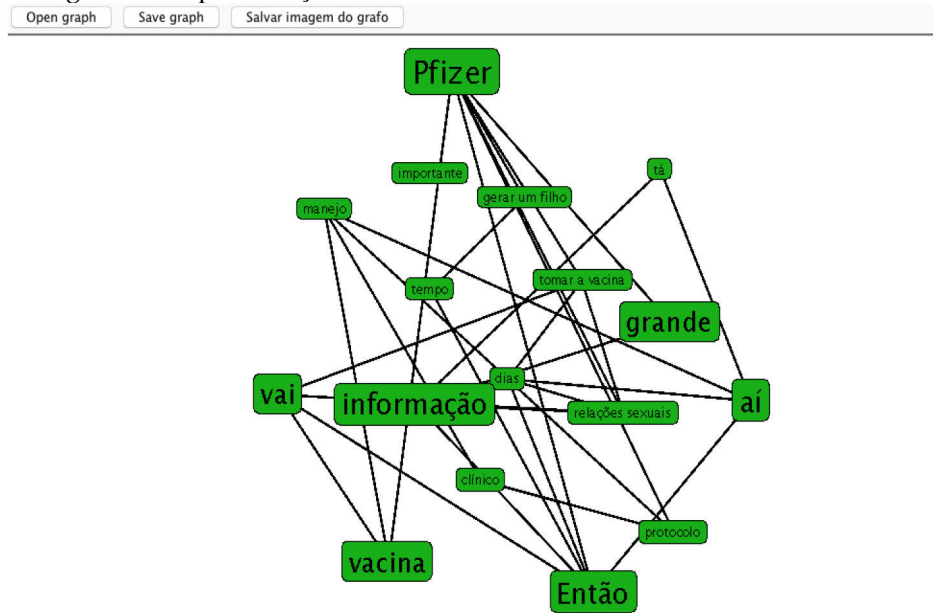 Open graph
Save graph
Salvar imagem do grafo
Pfizer
importante
tá
gerar um filho
manejo
tomar a vacina
tempo
grande
dias
vai
informação
relações sexuais
aí
clínico
protocolo
vacina
Então